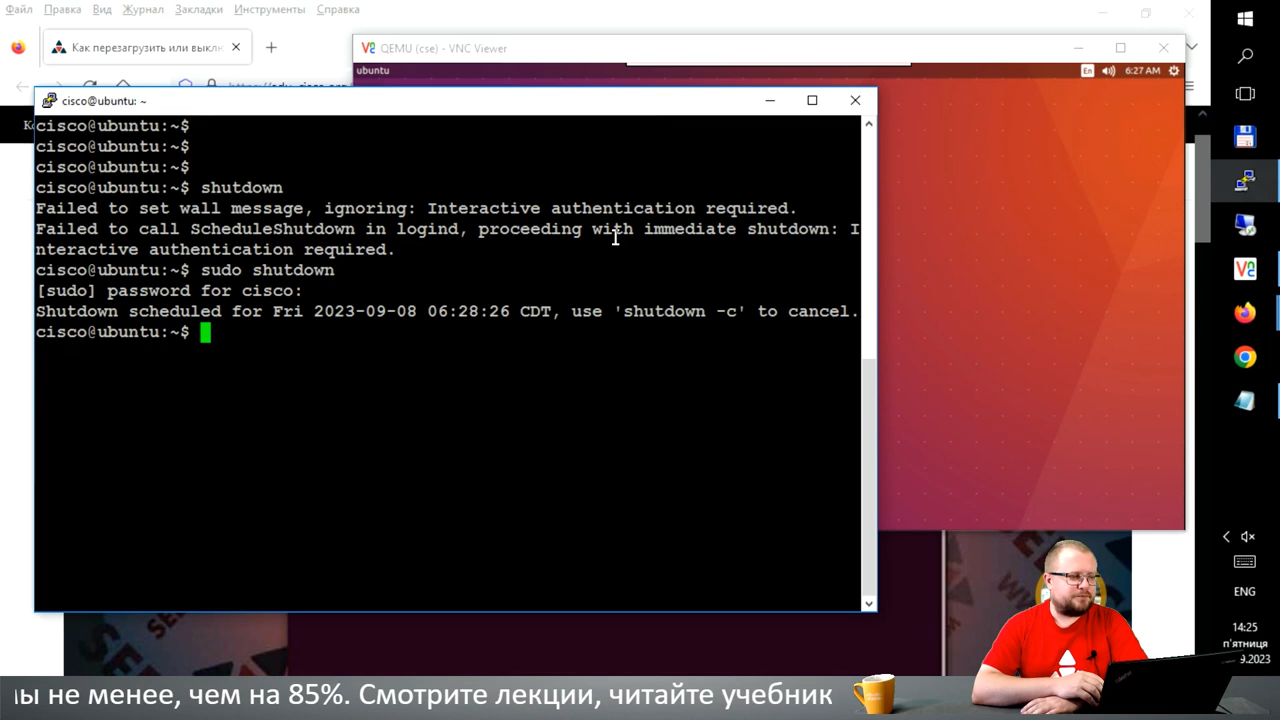 Файл Правка Вид Журнал Закладки Инструменты Справка
Как перезагрузить или выкл
QEMU (cse) - VNC Viewer
ubuntu
En
6:27 AM
cisco@ubuntu: ~
cisco@ubuntu:~$
cisco@ubuntu:~$
cisco@ubuntu:~$
cisco@ubuntu:~$ shutdown
Failed to set wall message, ignoring: Interactive authentication required.
Failed to call ScheduleShutdown in logind, proceeding with immediate shutdown: I
nteractive authentication required.
cisco@ubuntu:~$ sudo shutdown
[sudo] password for cisco:
Shutdown scheduled for Fri 2023-09-08 06:28:26 CDT, use 'shutdown -c' to cancel.
cisco@ubuntu:~$
ENG
14:25
п'ятниця
9.2023
не менее, чем на 85%. Смотрите лекции, читайте учебник